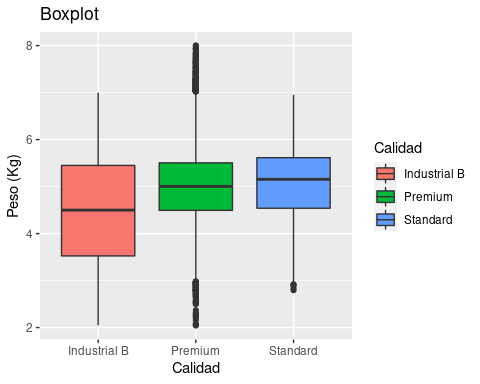 Boxplot
8
6
4
2
Peso (Kg)
Industrial B Premium Standard
Calidad
Calidad
Industrial B
Premium
Standard